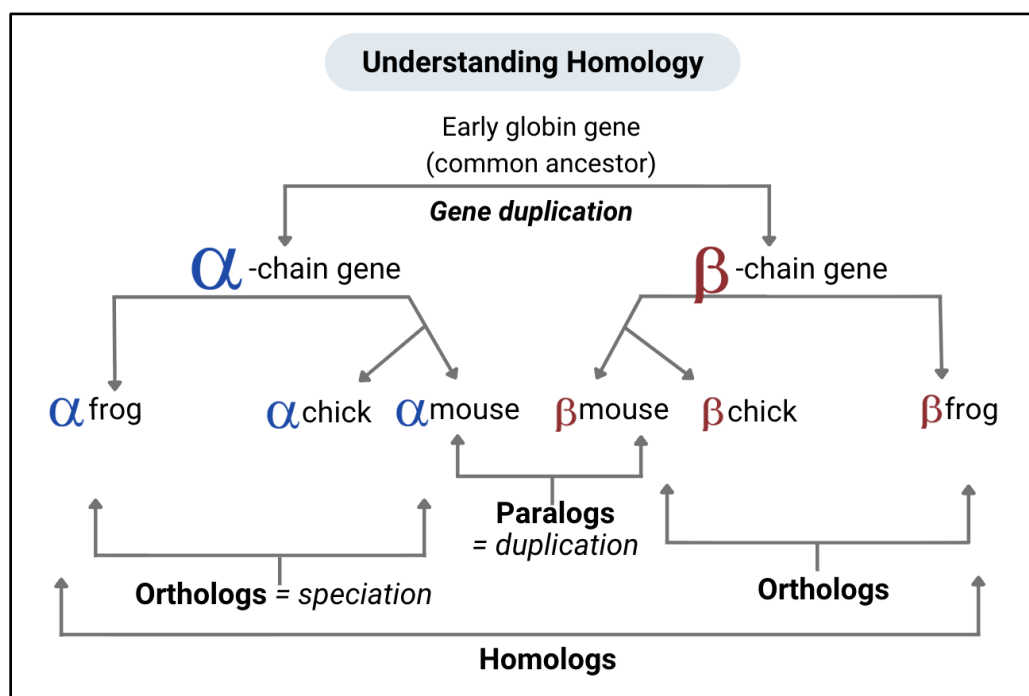 Understanding Homology
Early globin gene
(common ancestor)
Gene duplication
α-chain gene
β-chain gene
α frog
α chick
α mouse
β mouse
β chick
β frog
Paralogs
= duplication
Orthologs = speciation
Orthologs
Homologs